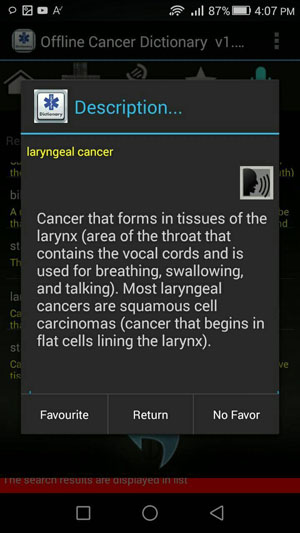 87% 4:07 PM
Offline Cancer Dictionary v1....
Description...
Dictionary
laryngeal cancer
Cancer that forms in tissues of the
larynx (area of the throat that
contains the vocal cords and is
used for breathing, swallowing,
and talking). Most laryngeal
cancers are squamous cell
carcinomas (cancer that begins in
flat cells lining the larynx).
Favourite Return No Favor
The search results are displayed in list